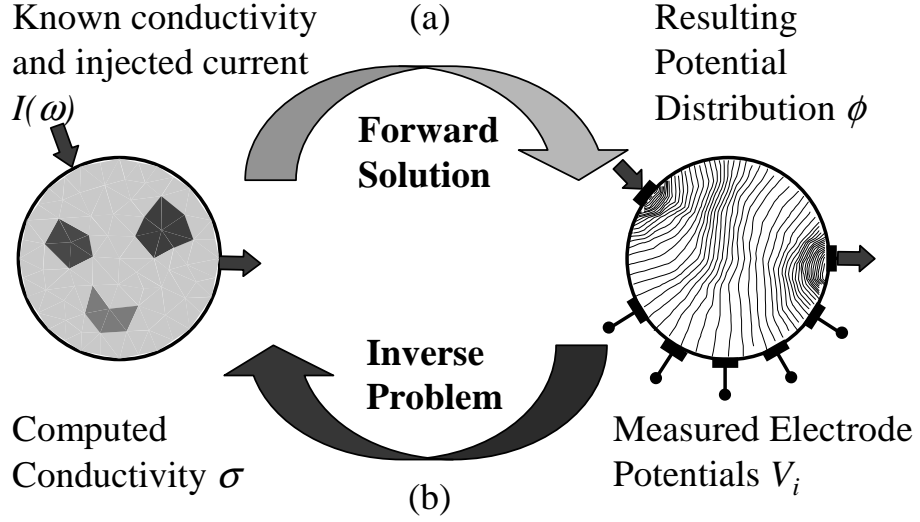 Known conductivity
and injected current
I(ω)
(a)
Resulting
Potential
Distribution ϕ
Forward
Solution
Inverse
Problem
Computed
Conductivity σ
(b)
Measured Electrode
Potentials Vi